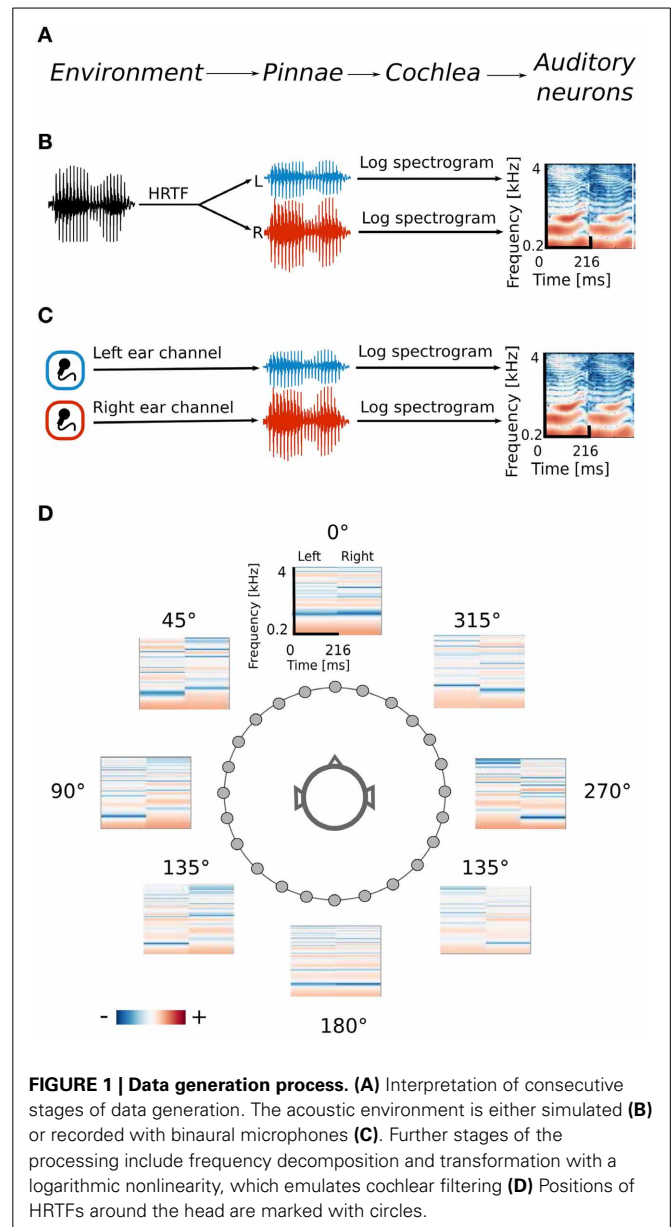 A
Environment Pinnae Cochlea Auditory neurons
B
HRTF
L
R
Log spectrogram
Log spectrogram
Frequency [kHz]
4
0.2
0 216
Time [ms]
C
Left ear channel
Right ear channel
Log spectrogram
Log spectrogram
Frequency [kHz]
4
0.2
0 216
Time [ms]
D
0°
Left Right
Frequency [kHz]
4
0.2
0 216
Time [ms]
45°
315°
90°
270°
135°
135°
180°
- +
FIGURE 1 | Data generation process. (A) Interpretation of consecutive
stages of data generation. The acoustic environment is either simulated (B)
or recorded with binaural microphones (C). Further stages of the
processing include frequency decomposition and transformation with a
logarithmic nonlinearity, which emulates cochlear filtering (D) Positions of
HRTFs around the head are marked with circles.